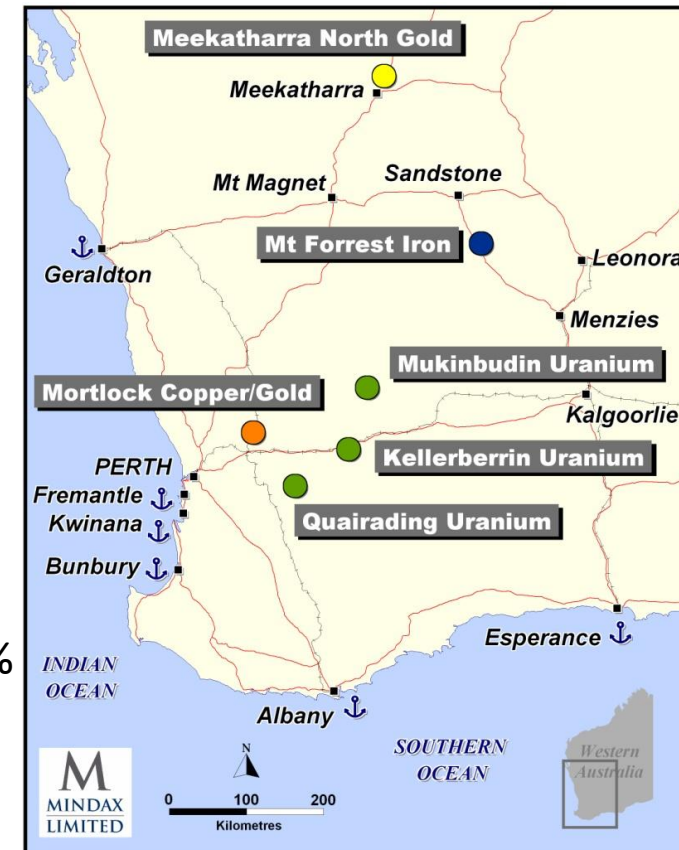 Meekatharra North Gold
Meekatharra
Mt Magnet
Sandstone
Mt Forrest Iron
Geraldton
Leonora
Menzies
Mukinbudin Uranium
Mortlock Copper/Gold
Kalgoorlie
PERTH
Kellerberrin Uranium
Fremantle
Kwinana
Quairading Uranium
Bunbury
Esperance
%
INDIAN
OCEAN
Albany
SOUTHERN
OCEAN
Western
Australia
N
M
MINDAX
LIMITED
0 100 200
Kilometres